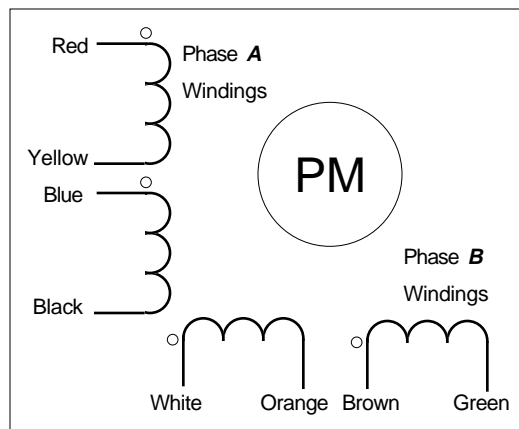 Red
Phase A
Windings
Yellow
Blue
PM
Black
Phase B
Windings
White
Orange
Brown
Green